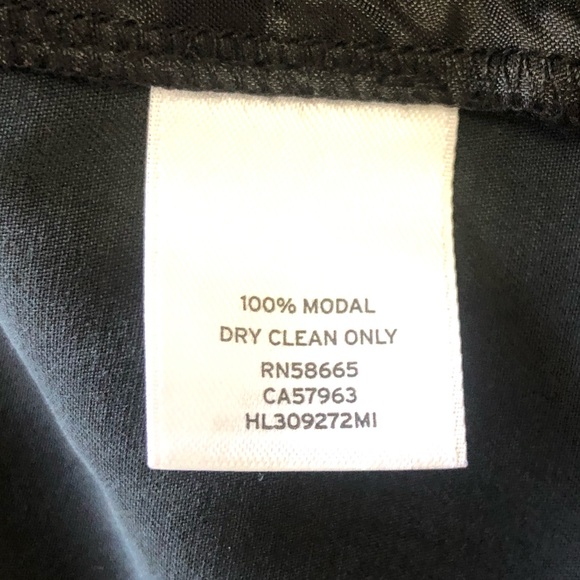 100% MODAL
DRY CLEAN ONLY
RN58665
CA57963
HL309272MI